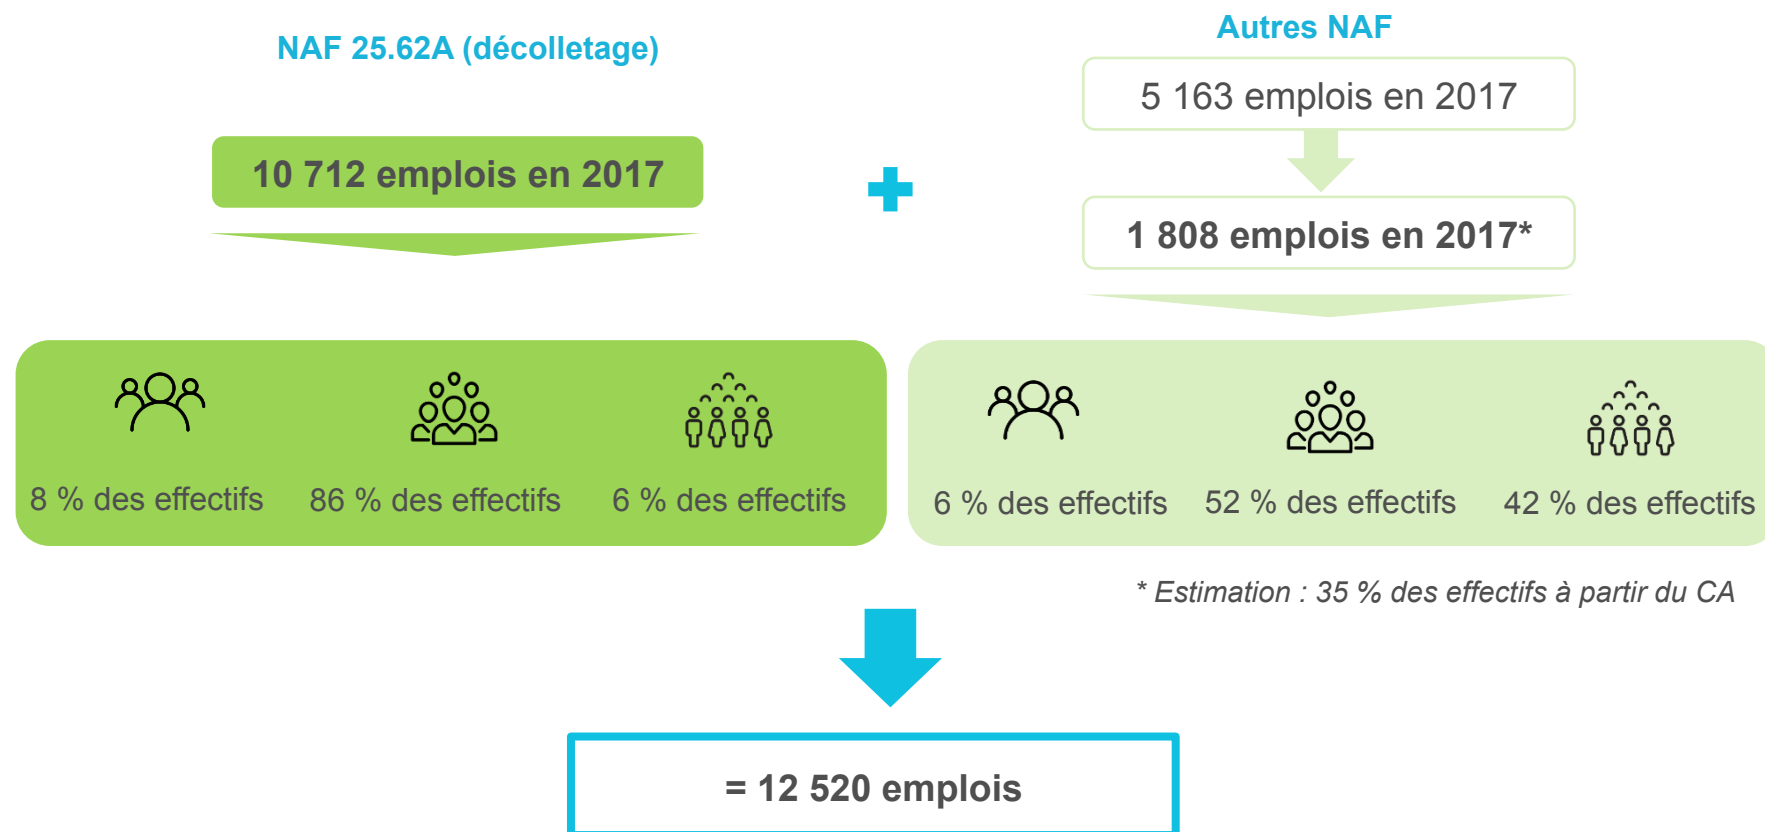 NAF 25.62A (décolletage)
10 712 emplois en 2017
Autres NAF
5 163 emplois en 2017
1 808 emplois en 2017*
8 % des effectifs
86 % des effectifs
6 % des effectifs
6 % des effectifs
52 % des effectifs
42 % des effectifs
* Estimation : 35 % des effectifs à partir du CA
= 12 520 emplois